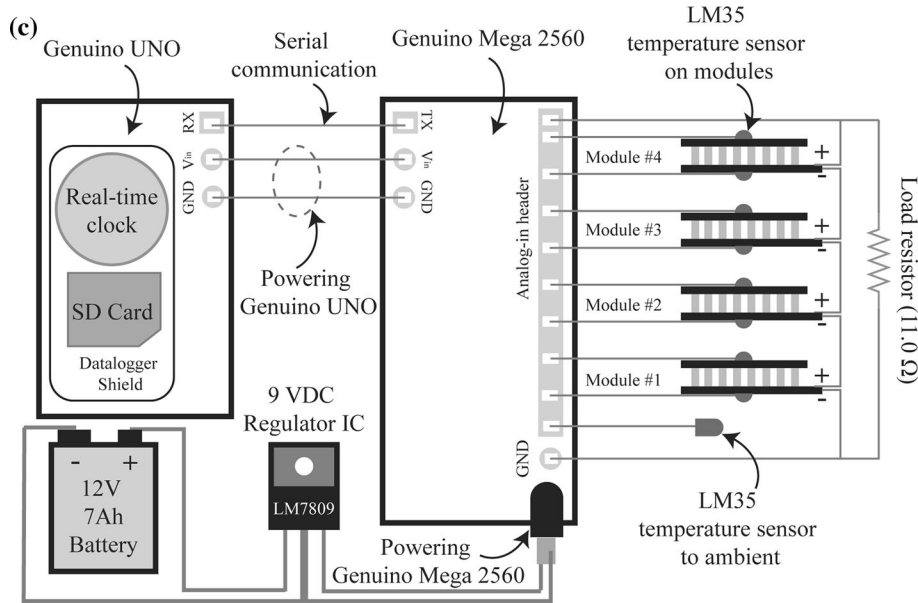 (c)
Genuino UNO
Serial
communication
Genuino Mega 2560
LM35
temperature sensor
on modules
RX
Vin
GND
TX
Vin
GND
Real-time
clock
SD Card
Datalogger
Shield
Powering
Genuino UNO
Analog-in header
GND
Module #4
+
-
Module #3
+
-
Module #2
+
-
Module #1
+
-
Load resistor (11.0 Ω)
9 VDC
Regulator IC
LM7809
- +
12V
7Ah
Battery
Powering
Genuino Mega 2560
LM35
temperature sensor
to ambient